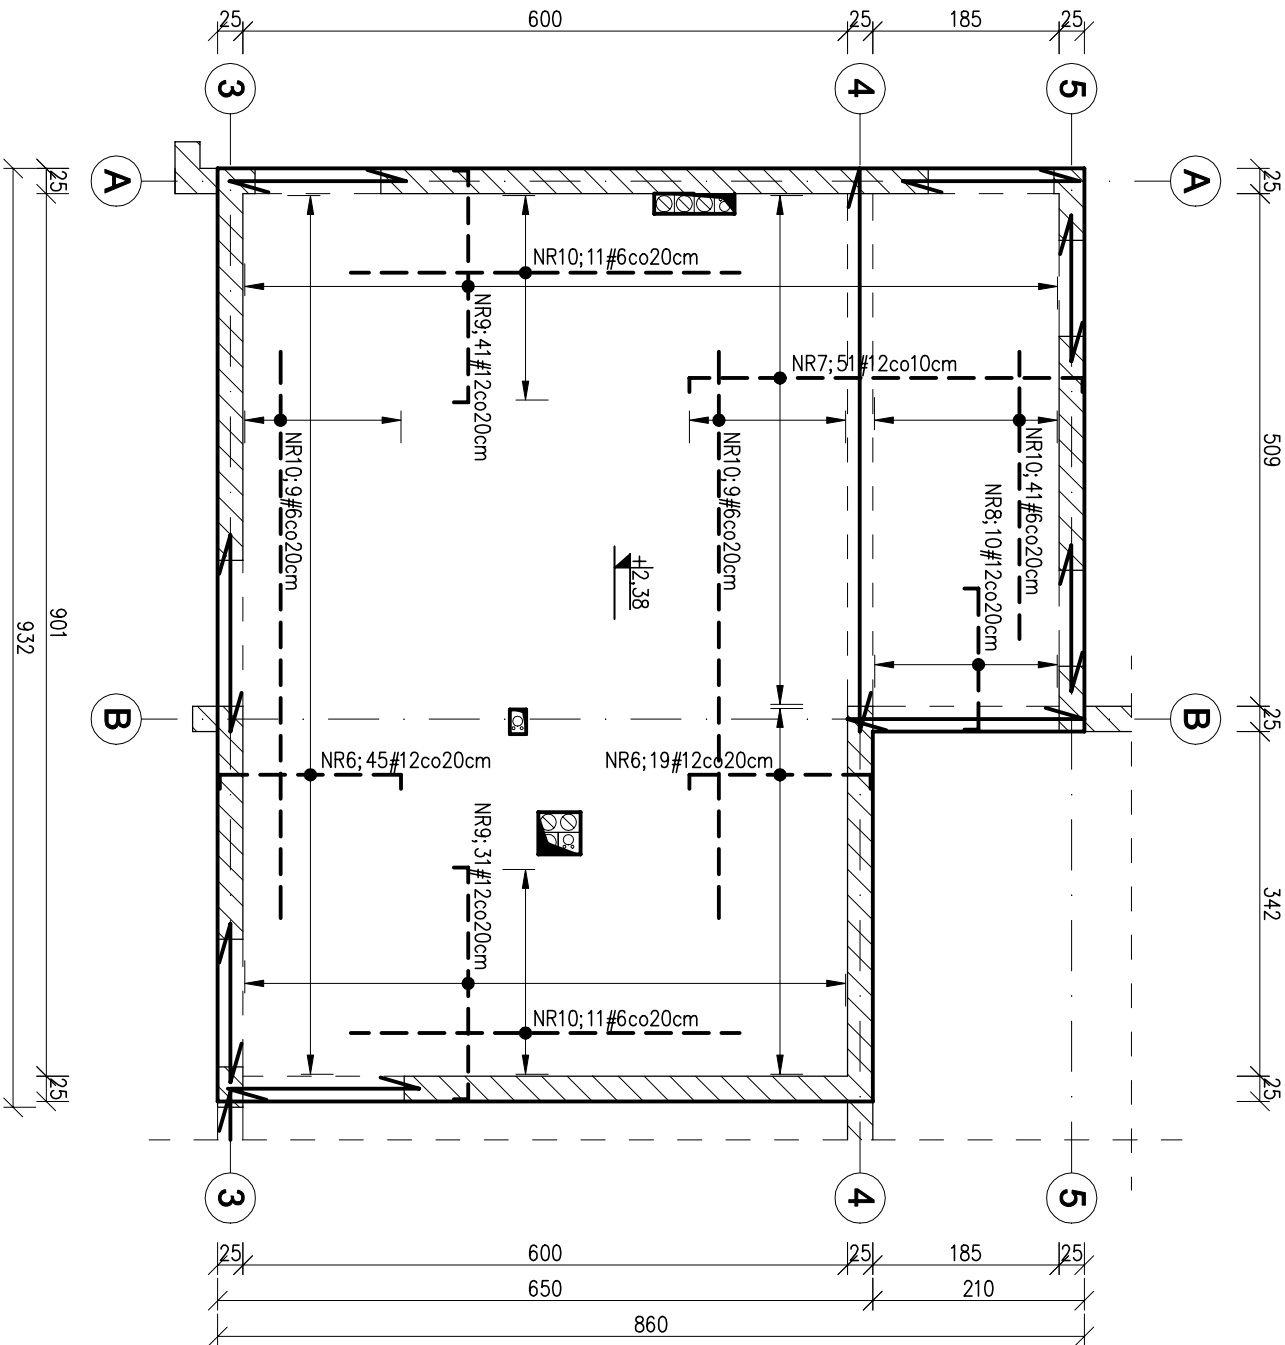 25 600 25 185 25
3 4 5
A A
25 25
NR10; 11#6co20cm
NR9; 41#12co20cm
NR7; 51#12co10cm
NR10; 9#6co20cm
NR10; 9#6co20cm
NR10; 41#6co20cm
509
NR8; 10#12co20cm
+2,38
901
932
B B
25
NR6; 45#12co20cm
NR6; 19#12co20cm
NR9; 31#12co20cm
342
NR10; 11#6co20cm
25 25
3 4 5
25 600 25 185 25
650 210
860